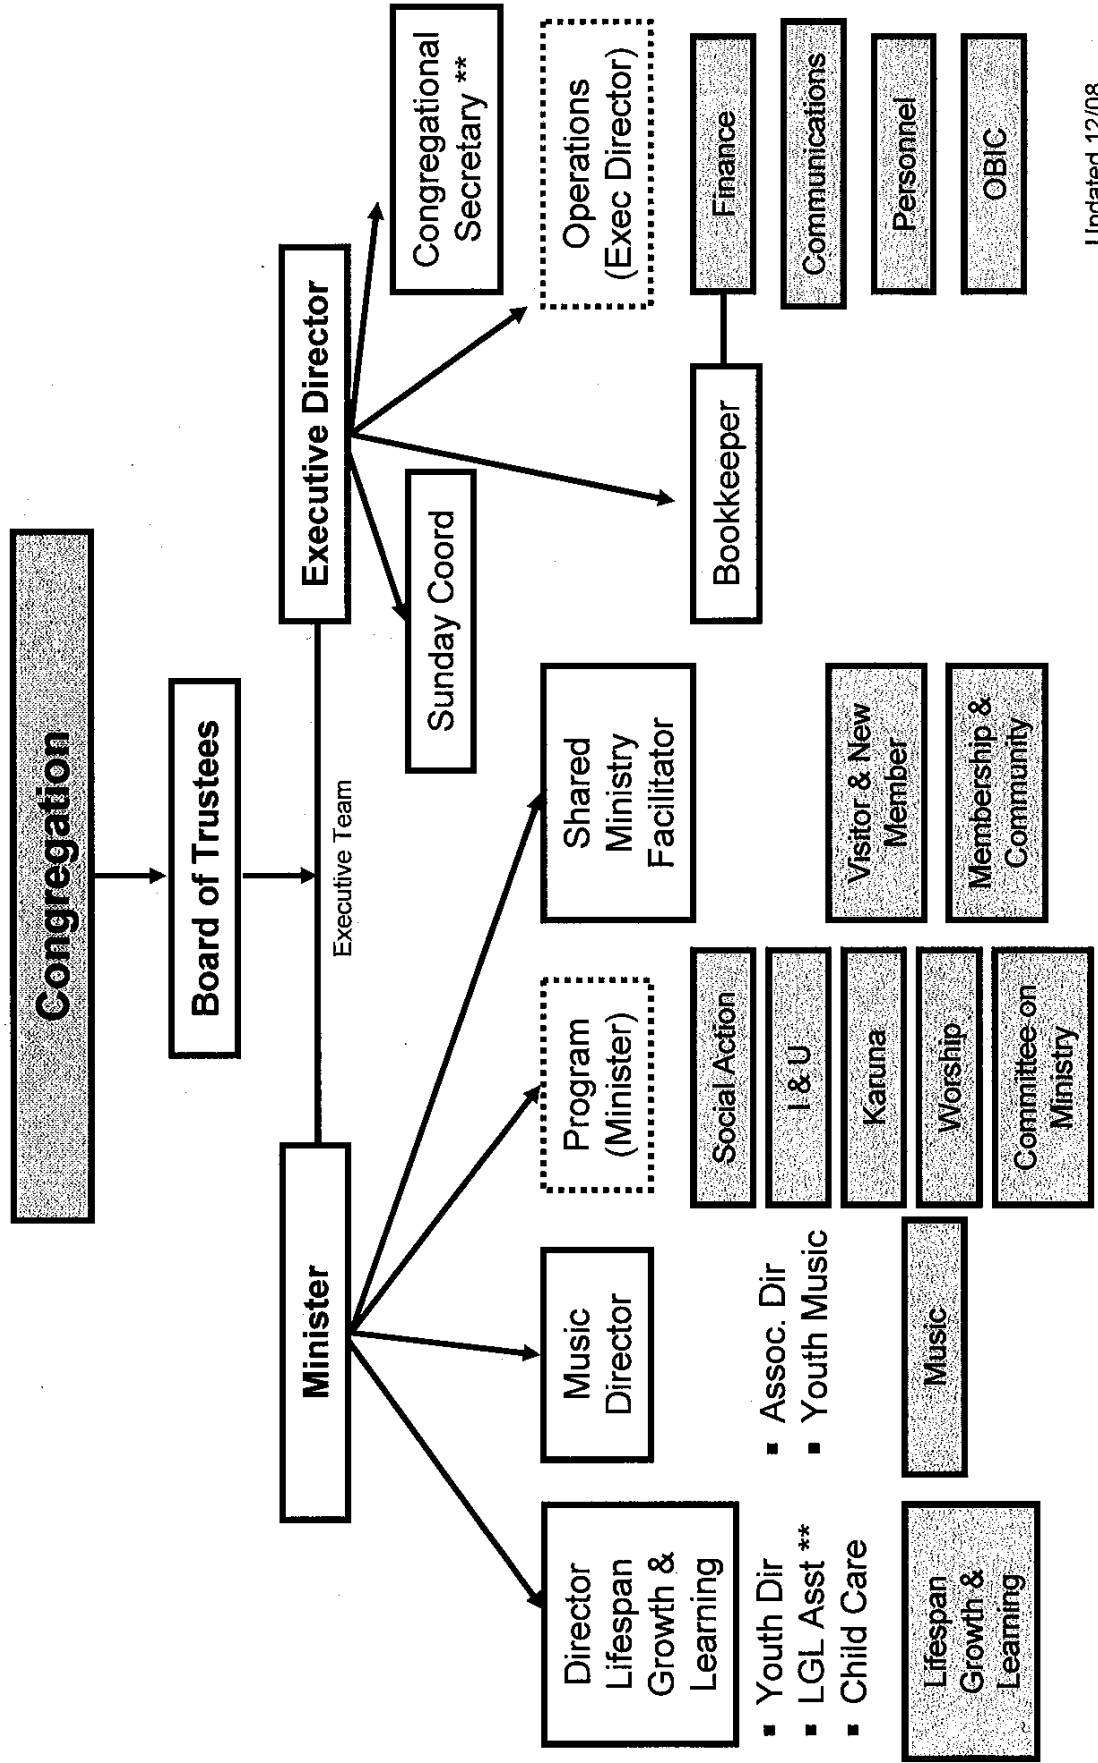 Congregation
Board of Trustees
Executive Team
Minister
Executive Director
Sunday Coord
Congregational
Secretary **
Director
Lifespan
Growth &
Learning
Music
Director
Program
(Minister)
Shared
Ministry
Facilitator
Operations
(Exec Director)
▪ Youth Dir
▪ LGL Asst **
▪ Child Care
▪ Assoc. Dir
▪ Youth Music
Social Action
I & U
Karuna
Worship
Committee on
Ministry
Bookkeeper
Finance
Communications
Personnel
OBIC
Lifespan
Growth &
Learning
Music
Visitor & New
Member
Membership &
Community
Updated 12/08